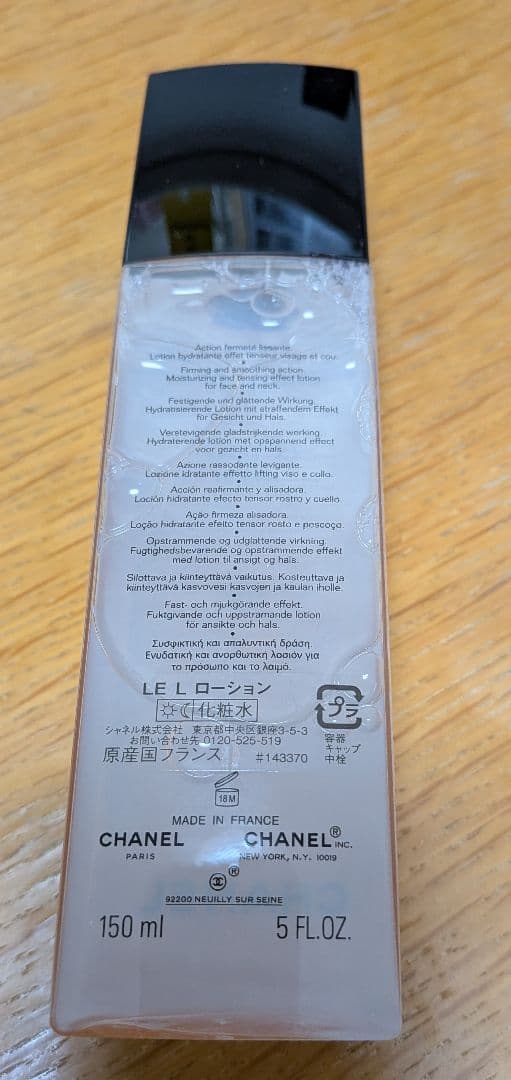 Action fermeté lissante.
Lotion hydratante effet tenseur visage et cou.
•
Firming and smoothing action.
Moisturizing and tensing effect lotion
for face and neck.
•
Festigende und glättende Wirkung.
Hydratisierende Lotion mit straffendem Effekt
für Gesicht und Hals.
•
Verstevigende gladstrijkende werking.
Hydraterende lotion met opspannend effect
voor gezicht en hals.
•
Azione rassodante levigante.
Lozione idratante effetto lifting viso e collo.
•
Acción reafirmante y alisadora.
Loción hidratante efecto tensor rostro y cuello.
•
Ação firmeza alisadora.
Loção hidratante efeito tensor rosto e pescoço.
•
Opstrammende og udglattende virkning.
Fugtighedsbevarende og opstrammende effekt
med lotion til ansigt og hals.
•
Silottava ja kiinteyttävä vaikutus. Kosteuttava ja
kiinteyttävä kasvovesi kasvojen ja kaulan iholle.
•
Fast- och mjukgörande effekt.
Fuktgivande och uppstramande lotion
för ansikte och hals.
•
Συσφικτική και απαλυντική δράση.
Ενυδατική και ανορθωτική λοσιόν για
το πρόσωπο και το λαιμό.
LE L ローション
化粧水
シャネル株式会社 東京都中央区銀座3-5-3
お問い合わせ先 0120-525-519
原産国フランス #143370
プラ
容器
キャップ
中栓
18M
MADE IN FRANCE
CHANEL CHANEL® INC.
PARIS NEW YORK, N.Y. 10019
®
92200 NEUILLY SUR SEINE
150 ml 5 FL.OZ.